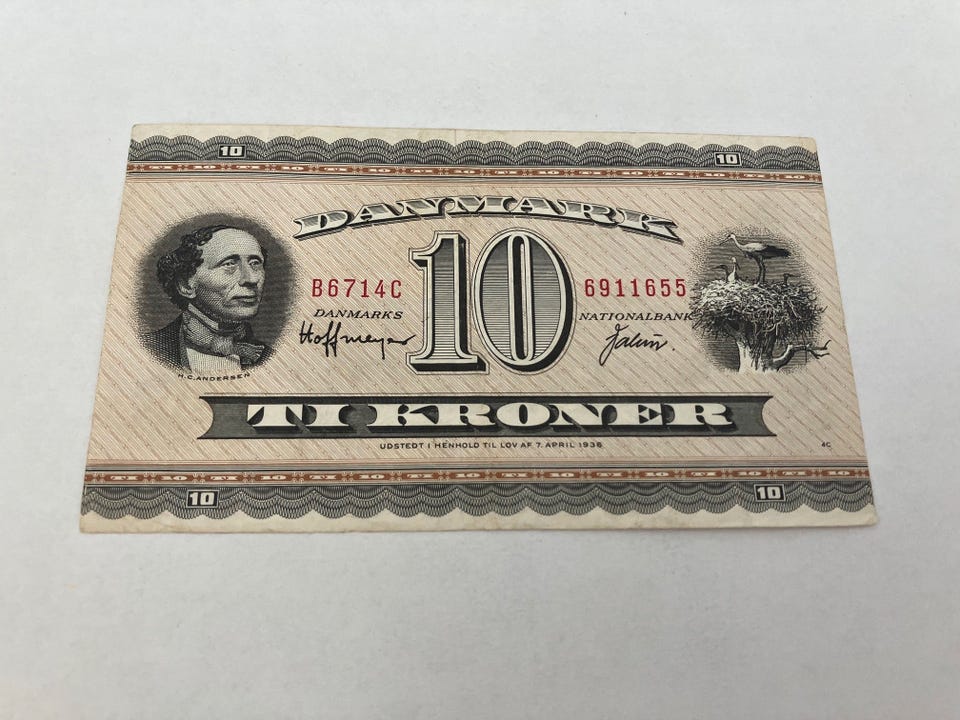 10 10
DANMARK
10
B6714C 6911655
DANMARKS NATIONALBANK
Hoffmeyer
H.C.ANDERSEN
TI KRONER
UDSTEDT I HENHOLD TIL LOV AF 7. APRIL 1936
4C
10 10